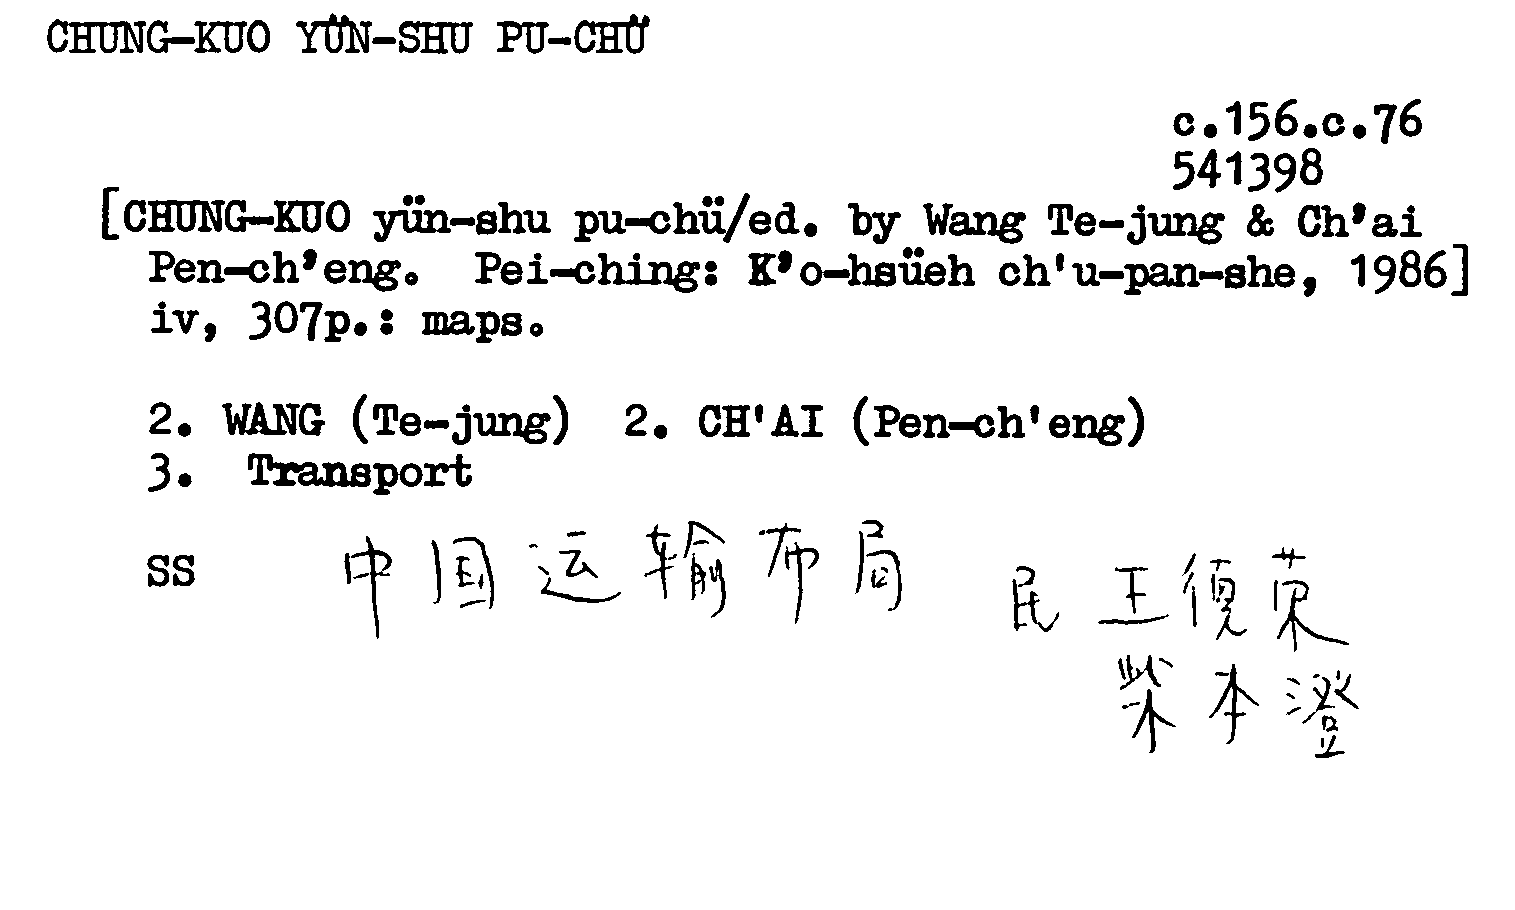 CHUNG-KUO YÜN-SHU PU-CHÜ
c.156.c.76
541398
[CHUNG-KUO yün-shu pu-chü/ed. by Wang Te-jung & Ch'ai
Pen-ch'eng. Pei-ching: K'o-hsüeh ch'u-pan-she, 1986]
iv, 307p.: maps.
2. WANG (Te-jung) 2. CH'AI (Pen-ch'eng)
3. Transport
SS 中国运输布局 民 王德荣
柴本澄